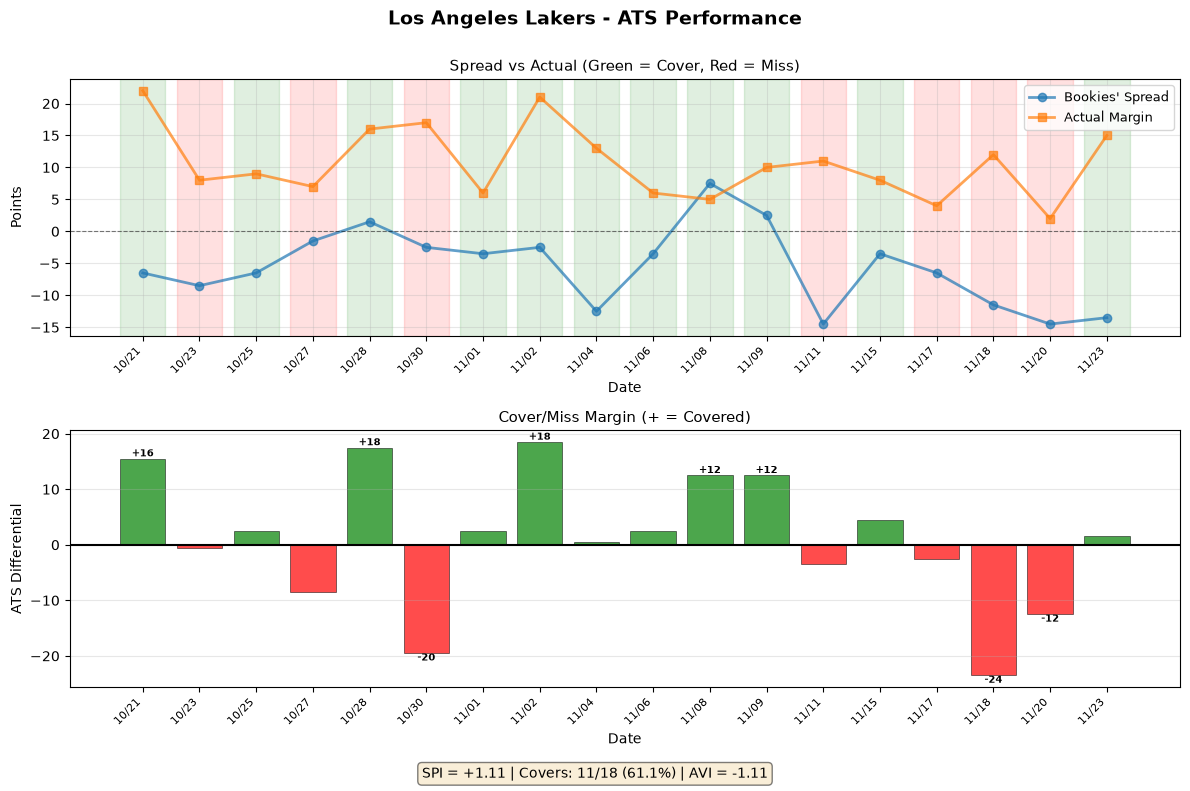 Los Angeles Lakers - ATS Performance
Spread vs Actual (Green = Cover, Red = Miss)
Bookies' Spread
Actual Margin
Points
20
15
10
5
0
−5
−10
−15
10/21 10/23 10/25 10/27 10/28 10/30 11/01 11/02 11/04 11/06 11/08 11/09 11/11 11/15 11/17 11/18 11/20 11/23
Date
Cover/Miss Margin (+ = Covered)
ATS Differential
20
10
0
−10
−20
+16
+18
-20
+18
+12
+12
-24
-12
10/21 10/23 10/25 10/27 10/28 10/30 11/01 11/02 11/04 11/06 11/08 11/09 11/11 11/15 11/17 11/18 11/20 11/23
Date
SPI = +1.11 | Covers: 11/18 (61.1%) | AVI = -1.11